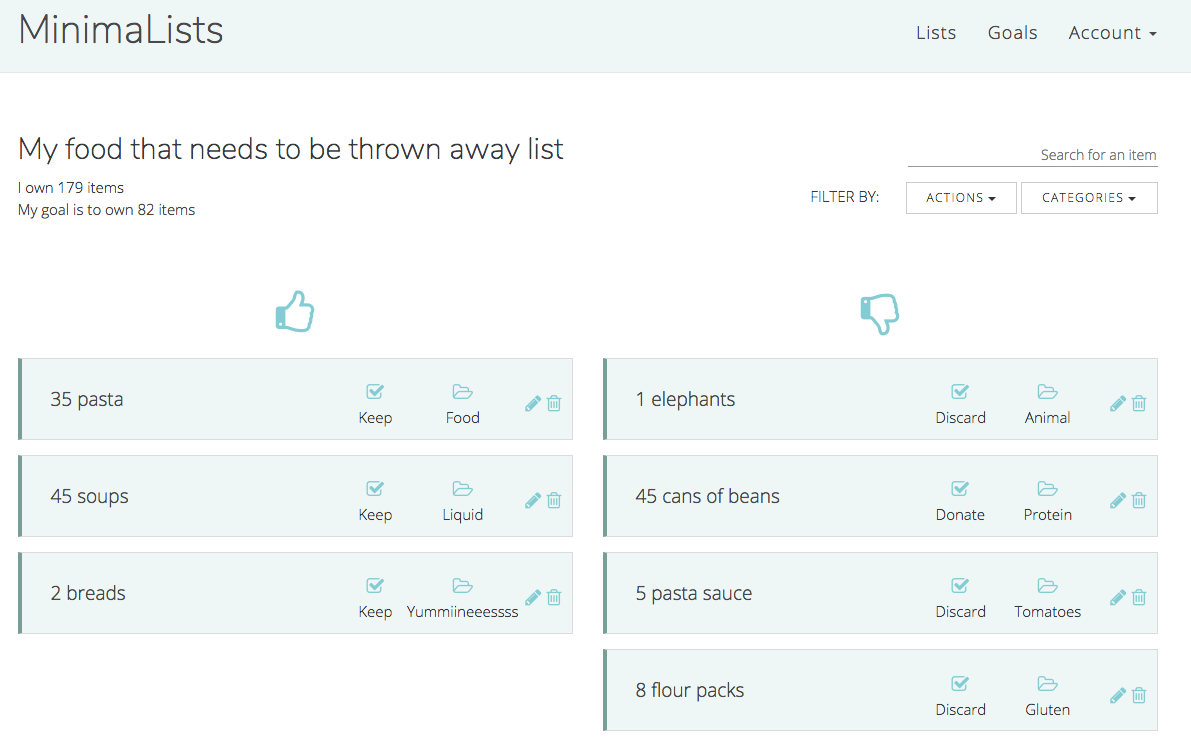 MinimaLists
Lists Goals Account
My food that needs to be thrown away list
I own 179 items
My goal is to own 82 items
Search for an item
FILTER BY: ACTIONS CATEGORIES
35 pasta Keep Food
45 soups Keep Liquid
2 breads Keep Yummiineeessss
1 elephants Discard Animal
45 cans of beans Donate Protein
5 pasta sauce Discard Tomatoes
8 flour packs Discard Gluten